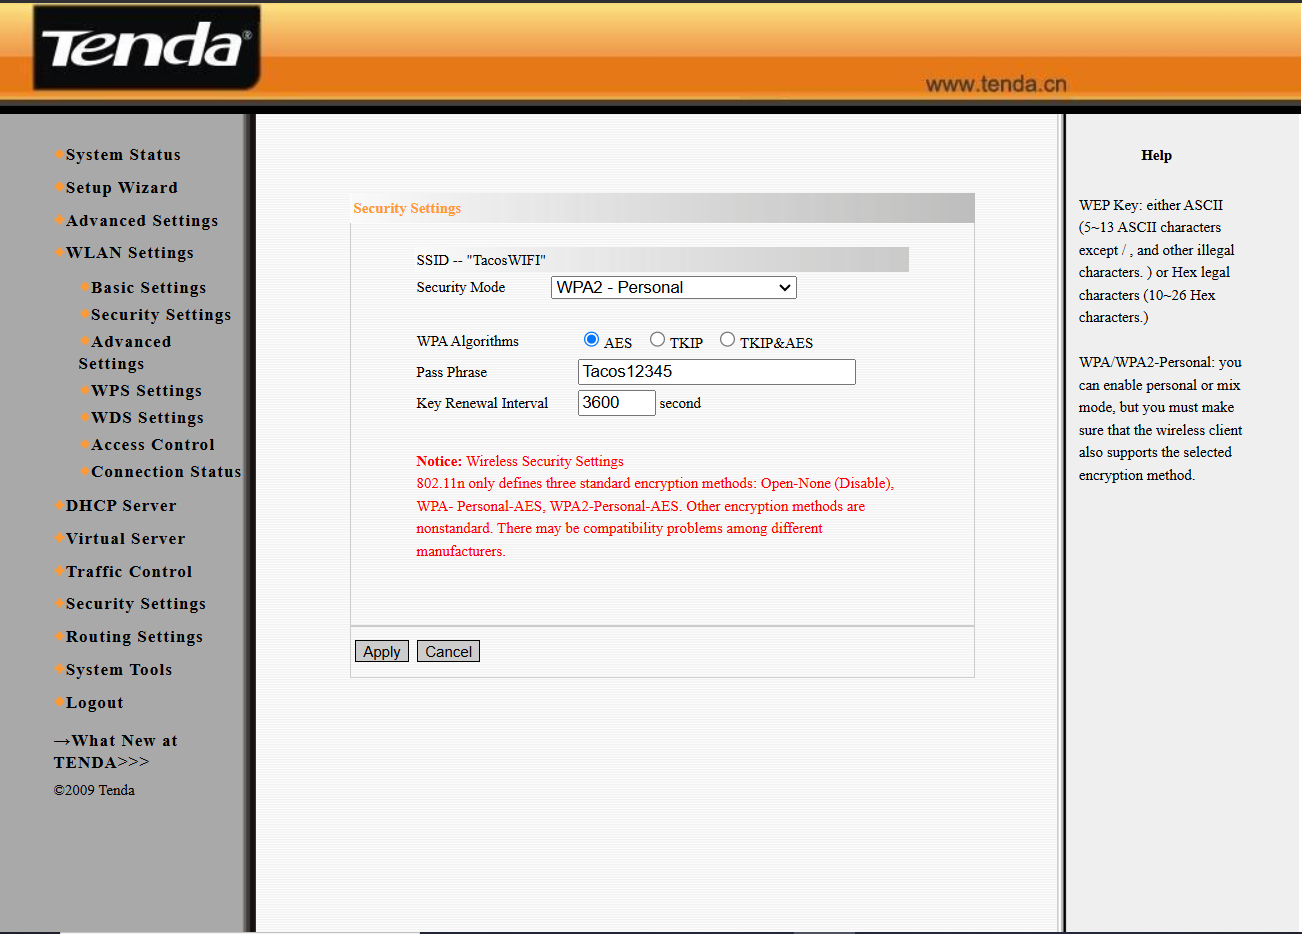 Tenda®
www.tenda.cn
System Status
Setup Wizard
Advanced Settings
WLAN Settings
Basic Settings
Security Settings
Advanced
Settings
WPS Settings
WDS Settings
Access Control
Connection Status
DHCP Server
Virtual Server
Traffic Control
Security Settings
Routing Settings
System Tools
Logout
→What New at
TENDA>>>
©2009 Tenda
Security Settings
SSID -- "TacosWIFI"
Security Mode WPA2 - Personal
WPA Algorithms AES TKIP TKIP&AES
Pass Phrase Tacos12345
Key Renewal Interval 3600 second
Notice: Wireless Security Settings
802.11n only defines three standard encryption methods: Open-None (Disable),
WPA- Personal-AES, WPA2-Personal-AES. Other encryption methods are
nonstandard. There may be compatibility problems among different
manufacturers.
Apply Cancel
Help
WEP Key: either ASCII
(5~13 ASCII characters
except / , and other illegal
characters. ) or Hex legal
characters (10~26 Hex
characters.)
WPA/WPA2-Personal: you
can enable personal or mix
mode, but you must make
sure that the wireless client
also supports the selected
encryption method.